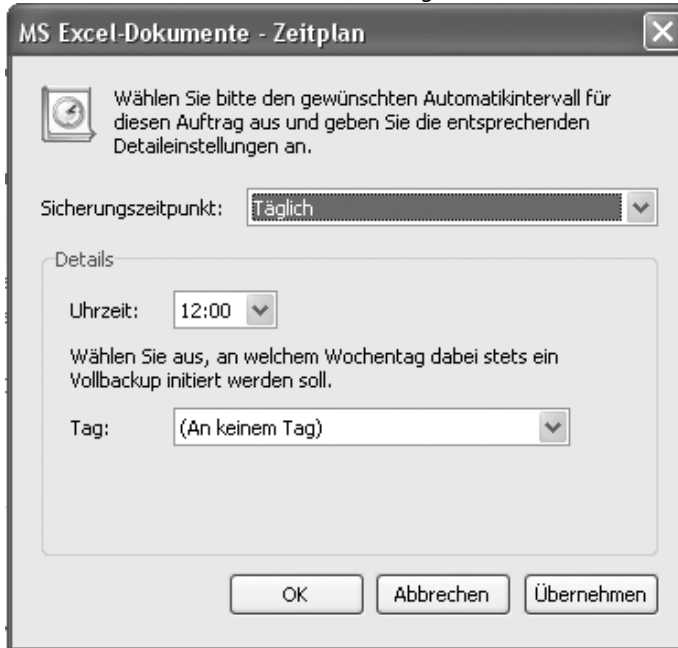 MS Excel-Dokumente - Zeitplan
Wählen Sie bitte den gewünschten Automatikintervall für
diesen Auftrag aus und geben Sie die entsprechenden
Detaileinstellungen an.
Sicherungszeitpunkt: Täglich
Details
Uhrzeit: 12:00
Wählen Sie aus, an welchem Wochentag dabei stets ein
Vollbackup initiert werden soll.
Tag: (An keinem Tag)
OK Abbrechen Übernehmen